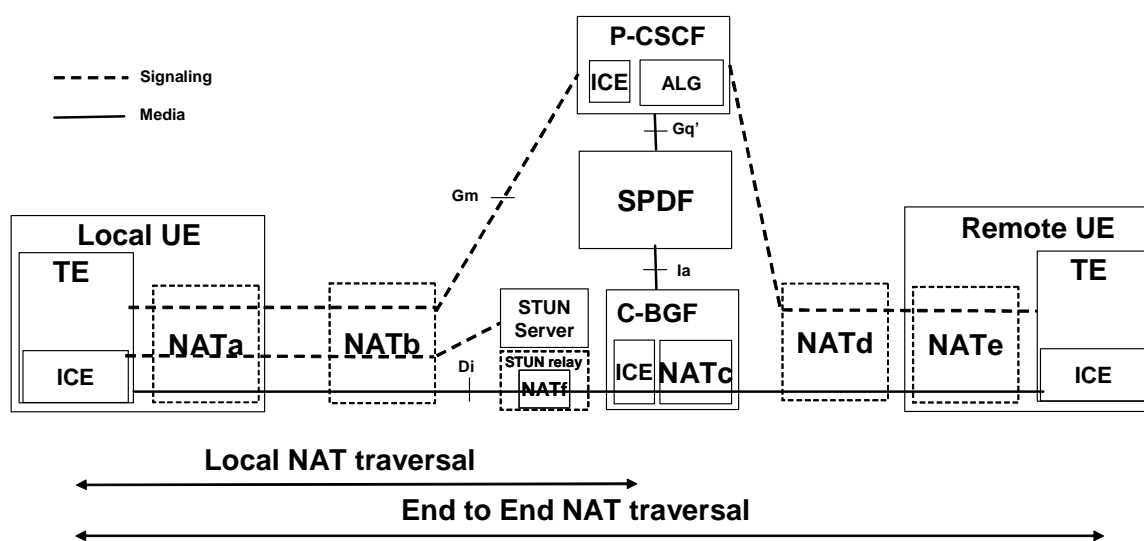 P-CSCF
ICE
ALG
Signaling
Media
Gq’
Gm
SPDF
Local UE
Remote UE
TE
TE
Ia
STUN
Server
C-BGF
NATa
NATb
NATd
NATe
STUN relay
Di
ICE
NATf
ICE
NATc
ICE
Local NAT traversal
End to End NAT traversal